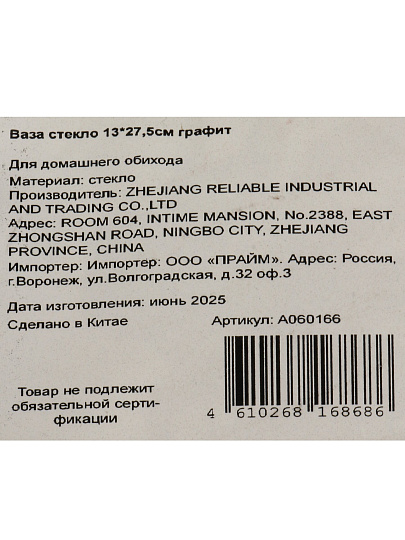 Ваза стекло 13*27,5см графит
Для домашнего обихода
Материал: стекло
Производитель: ZHEJIANG RELIABLE INDUSTRIAL
AND TRADING CO.,LTD
Адрес: ROOM 604, INTIME MANSION, No.2388, EAST
ZHONGSHAN ROAD, NINGBO CITY, ZHEJIANG
PROVINCE, CHINA
Импортер: Импортер: ООО «ПРАЙМ». Адрес: Россия,
г.Воронеж, ул.Волгоградская, д.32 оф.3
Дата изготовления: июнь 2025
Сделано в Китае Артикул: A060166
Товар не подлежит
обязательной серти-
фикации
4 610268 168686